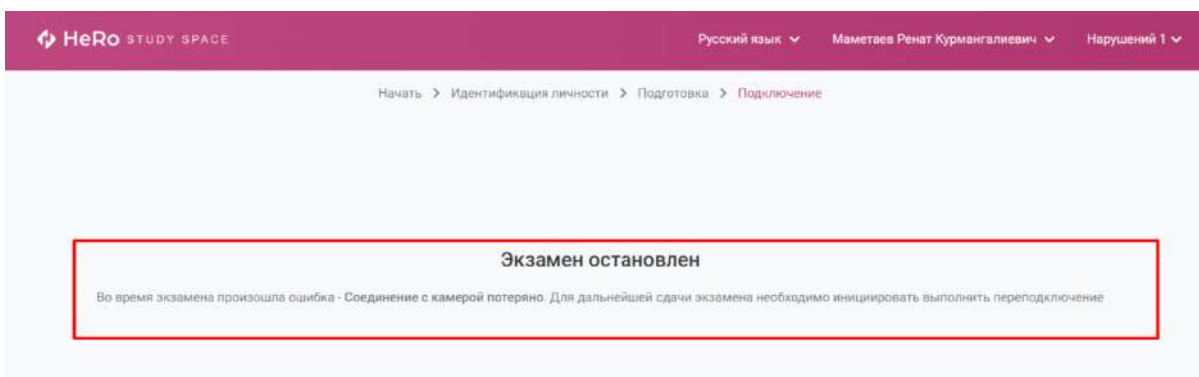 HeRo STUDY SPACE
Русский язык Маметаев Ренат Курмангалиевич Нарушений 1
Начать > Идентификация личности > Подготовка > Подключение
Экзамен остановлен
Во время экзамена произошла ошибка - Соединение с камерой потеряно. Для дальнейшей сдачи экзамена необходимо инициировать выполнить переподключение